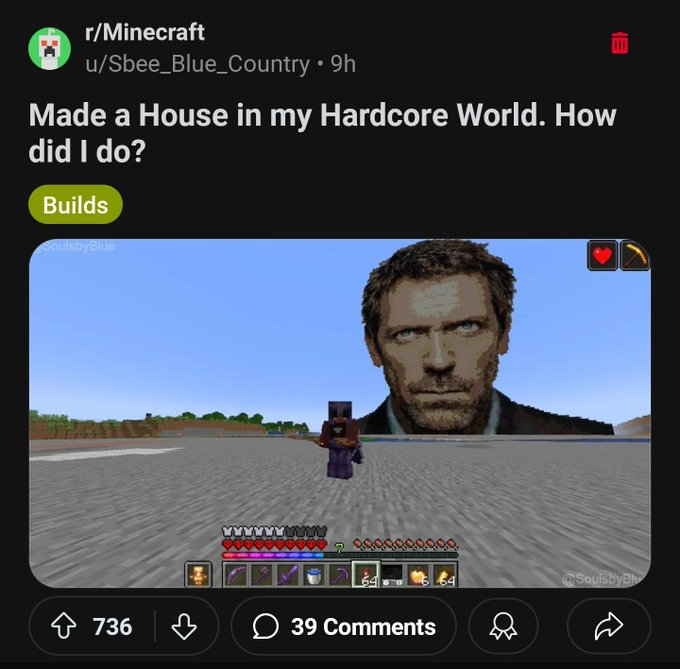 r/Minecraft
u/Sbee_Blue_Country • 9h
Made a House in my Hardcore World. How
did I do?
Builds
SoulsbyBlue
7
64
6
64
@SoulsbyBlu
736
39 Comments